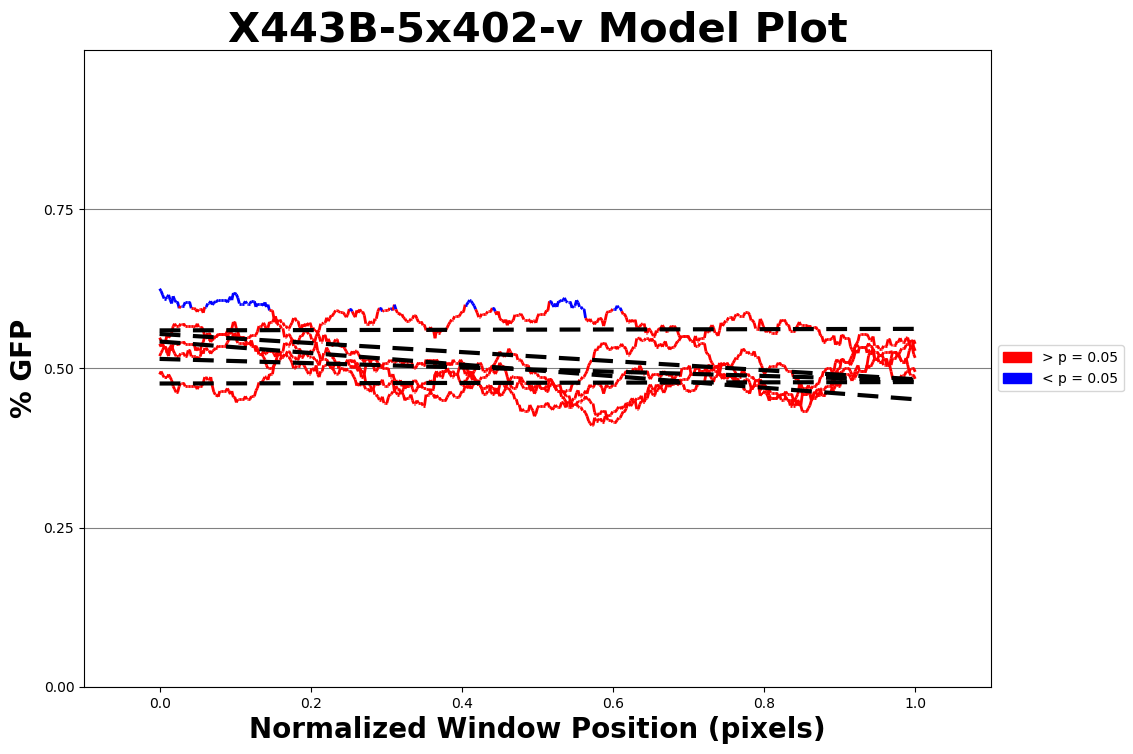 X443B-5x402-v Model Plot
% GFP
0.75
0.50
0.25
0.00
0.0 0.2 0.4 0.6 0.8 1.0
Normalized Window Position (pixels)
> p = 0.05
< p = 0.05